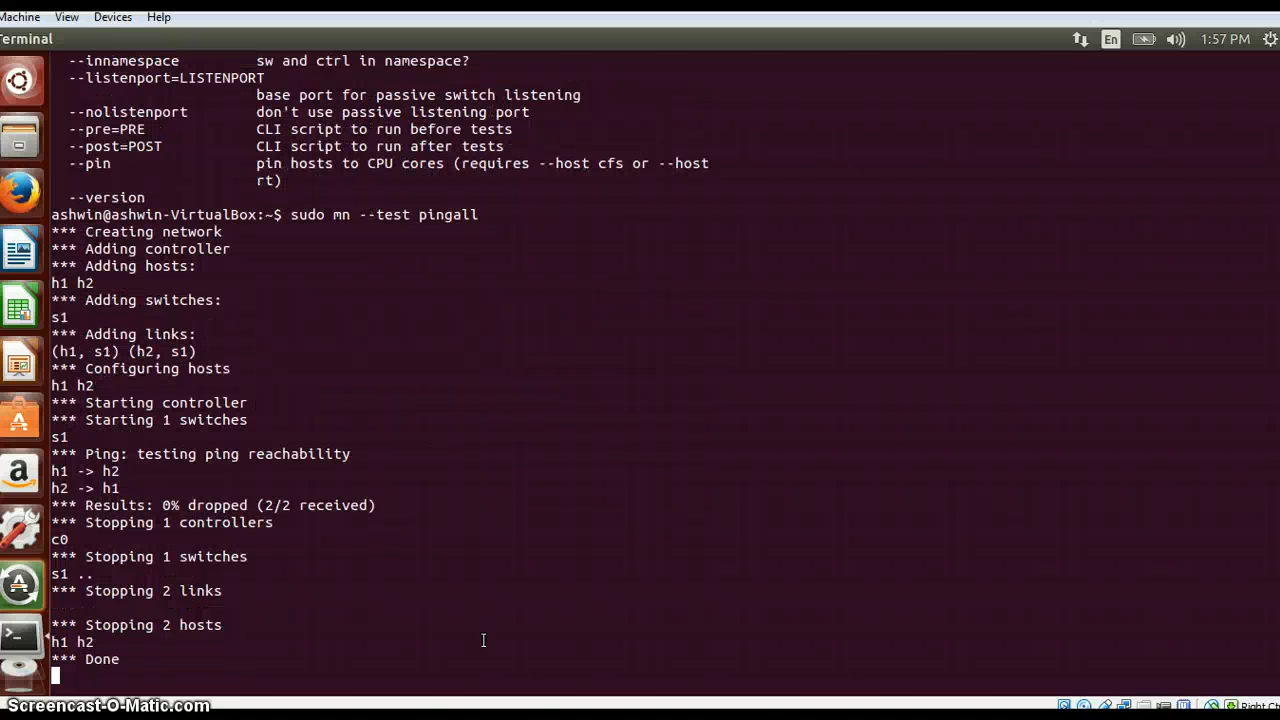 Machine View Devices Help
Terminal En 1:57 PM
--innamespace sw and ctrl in namespace?
--listenport=LISTENPORT
base port for passive switch listening
--nolistenport don't use passive listening port
--pre=PRE CLI script to run before tests
--post=POST CLI script to run after tests
--pin pin hosts to CPU cores (requires --host cfs or --host
rt)
--version
ashwin@ashwin-VirtualBox:~$ sudo mn --test pingall
*** Creating network
*** Adding controller
*** Adding hosts:
h1 h2
*** Adding switches:
s1
*** Adding links:
(h1, s1) (h2, s1)
*** Configuring hosts
h1 h2
*** Starting controller
*** Starting 1 switches
s1
*** Ping: testing ping reachability
h1 -> h2
h2 -> h1
*** Results: 0% dropped (2/2 received)
*** Stopping 1 controllers
c0
*** Stopping 1 switches
s1 ..
*** Stopping 2 links
*** Stopping 2 hosts
h1 h2
*** Done
Screencast-O-Matic.com
Right C